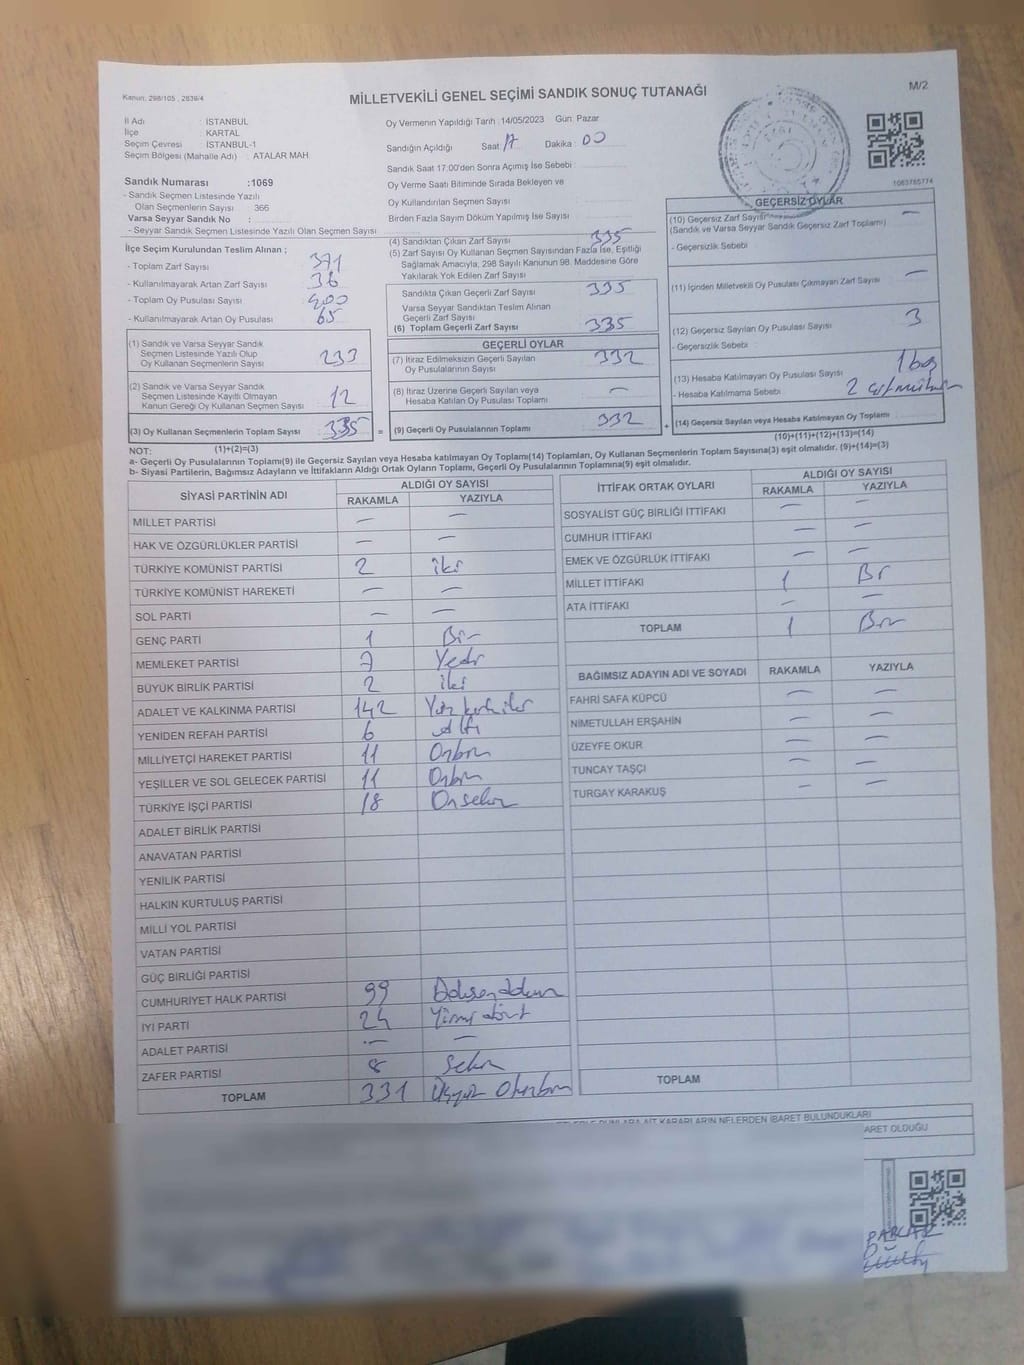 Kanun: 298/105 , 2839/4
MİLLETVEKİLİ GENEL SEÇİMİ SANDIK SONUÇ TUTANAĞI
M/2
İl Adı : İSTANBUL
İlçe : KARTAL
Seçim Çevresi : İSTANBUL-1
Seçim Bölgesi (Mahalle Adı) : ATALAR MAH.
Sandık Numarası :1069
- Sandık Seçmen Listesinde Yazılı
Olan Seçmenlerin Sayısı : 366
Varsa Seyyar Sandık No :
- Seyyar Sandık Seçmen Listesinde Yazılı Olan Seçmen Sayısı :
Oy Vermenin Yapıldığı Tarih : 14/05/2023 Gün: Pazar
Sandığın Açıldığı Saat: 17 Dakika: 00
Sandık Saat 17.00'den Sonra Açılmış İse Sebebi :
Oy Verme Saati Bitiminde Sırada Bekleyen ve
Oy Kullandırılan Seçmen Sayısı :
Birden Fazla Sayım Döküm Yapılmış İse Sayısı :
1063765774
İlçe Seçim Kurulundan Teslim Alınan ;
- Toplam Zarf Sayısı : 371
- Kullanılmayarak Artan Zarf Sayısı : 36
- Toplam Oy Pusulası Sayısı : 400
- Kullanılmayarak Artan Oy Pusulası : 65
(1) Sandık ve Varsa Seyyar Sandık
Seçmen Listesinde Yazılı Olup
Oy Kullanan Seçmenlerin Sayısı : 233
(2) Sandık ve Varsa Seyyar Sandık
Seçmen Listesinde Kayıtlı Olmayan
Kanun Gereği Oy Kullanan Seçmen Sayısı : 12
(3) Oy Kullanan Seçmenlerin Toplam Sayısı : 335
(1)+(2)=(3)
(4) Sandıktan Çıkan Zarf Sayısı : 335
(5) Zarf Sayısı Oy Kullanan Seçmen Sayısından Fazla İse, Eşitliği
Sağlamak Amacıyla, 298 Sayılı Kanunun 98. Maddesine Göre
Yakılarak Yok Edilen Zarf Sayısı :
Sandıkta Çıkan Geçerli Zarf Sayısı : 335
Varsa Seyyar Sandıktan Teslim Alınan
Geçerli Zarf Sayısı :
(6) Toplam Geçerli Zarf Sayısı : 335
GEÇERLİ OYLAR
(7) İtiraz Edilmeksizin Geçerli Sayılan
Oy Pusulalarının Sayısı : 332
(8) İtiraz Üzerine Geçerli Sayılan veya
Hesaba Katılan Oy Pusulası Toplamı : —
= (9) Geçerli Oy Pusulalarının Toplamı : 332
GEÇERSİZ OYLAR
(10) Geçersiz Zarf Sayısı : —
(Sandık ve Varsa Seyyar Sandık Geçersiz Zarf Toplamı)
- Geçersizlik Sebebi :
(11) İçinden Milletvekili Oy Pusulası Çıkmayan Zarf Sayısı : —
(12) Geçersiz Sayılan Oy Pusulası Sayısı : 3
- Geçersizlik Sebebi :
(13) Hesaba Katılmayan Oy Pusulası Sayısı : 1 boş
- Hesaba Katılmama Sebebi : 2
+ (14) Geçersiz Sayılan veya Hesaba Katılmayan Oy Toplamı :
(10)+(11)+(12)+(13)=(14)
NOT:
a- Geçerli Oy Pusulalarının Toplamı(9) ile Geçersiz Sayılan veya Hesaba katılmayan Oy Toplamı(14) Toplamları, Oy Kullanan Seçmenlerin Toplam Sayısına(3) eşit olmalıdır. (9)+(14)=(3)
b- Siyasi Partilerin, Bağımsız Adayların ve İttifakların Aldığı Ortak Oyların Toplamı, Geçerli Oy Pusulalarının Toplamına(9) eşit olmalıdır.
SİYASİ PARTİNİN ADI ALDIĞI OY SAYISI
RAKAMLA YAZIYLA
MİLLET PARTİSİ — —
HAK VE ÖZGÜRLÜKLER PARTİSİ — —
TÜRKİYE KOMÜNİST PARTİSİ 2 iki
TÜRKİYE KOMÜNİST HAREKETİ — —
SOL PARTİ — —
GENÇ PARTİ 1 Bir
MEMLEKET PARTİSİ 7 Yedi
BÜYÜK BİRLİK PARTİSİ 2 iki
ADALET VE KALKINMA PARTİSİ 142 Yüz kırk iki
YENİDEN REFAH PARTİSİ 6 Altı
MİLLİYETÇİ HAREKET PARTİSİ 11 Onbir
YEŞİLLER VE SOL GELECEK PARTİSİ 11 Onbir
TÜRKİYE İŞÇİ PARTİSİ 18 Onsekiz
ADALET BİRLİK PARTİSİ
ANAVATAN PARTİSİ
YENİLİK PARTİSİ
HALKIN KURTULUŞ PARTİSİ
MİLLİ YOL PARTİSİ
VATAN PARTİSİ
GÜÇ BİRLİĞİ PARTİSİ
CUMHURİYET HALK PARTİSİ 99
İYİ PARTİ 24 Yirmi dört
ADALET PARTİSİ — —
ZAFER PARTİSİ 8 Sekiz
TOPLAM 331 Üçyüz Otuzbir
İTTİFAK ORTAK OYLARI ALDIĞI OY SAYISI
RAKAMLA YAZIYLA
SOSYALİST GÜÇ BİRLİĞİ İTTİFAKI — —
CUMHUR İTTİFAKI — —
EMEK VE ÖZGÜRLÜK İTTİFAKI — —
MİLLET İTTİFAKI 1 Bir
ATA İTTİFAKI — —
TOPLAM 1 Bir
BAĞIMSIZ ADAYIN ADI VE SOYADI RAKAMLA YAZIYLA
FAHRİ SAFA KÜPCÜ — —
NİMETULLAH ERŞAHİN — —
ÜZEYFE OKUR — —
TUNCAY TAŞÇI — —
TURGAY KARAKUŞ — —
TOPLAM
KARARLARIN NELERDEN İBARET BULUNDUKLARI
ARET OLDUĞU